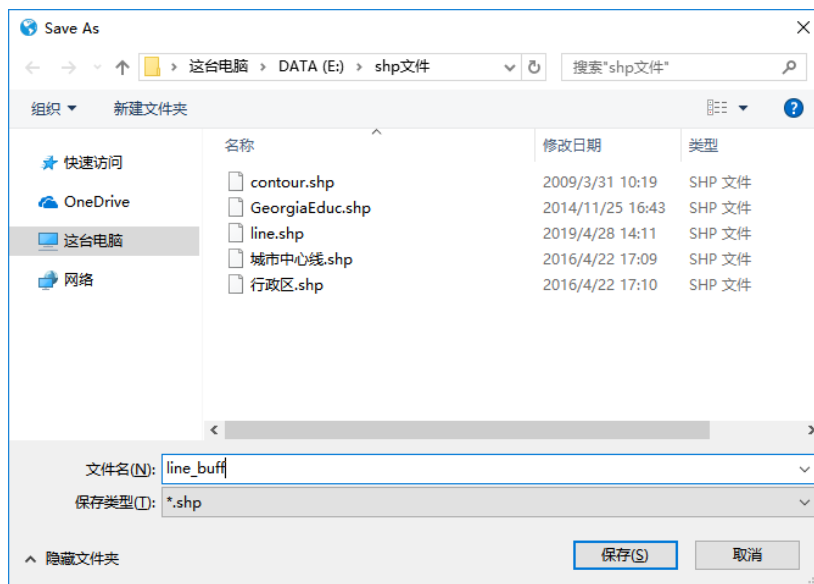 Save As
这台电脑 › DATA (E:) › shp文件 搜索"shp文件"
组织 新建文件夹
快速访问
OneDrive
这台电脑
网络
名称 修改日期 类型
contour.shp 2009/3/31 10:19 SHP 文件
GeorgiaEduc.shp 2014/11/25 16:43 SHP 文件
line.shp 2019/4/28 14:11 SHP 文件
城市中心线.shp 2016/4/22 17:09 SHP 文件
行政区.shp 2016/4/22 17:10 SHP 文件
文件名(N): line_buff
保存类型(T): *.shp
隐藏文件夹 保存(S) 取消